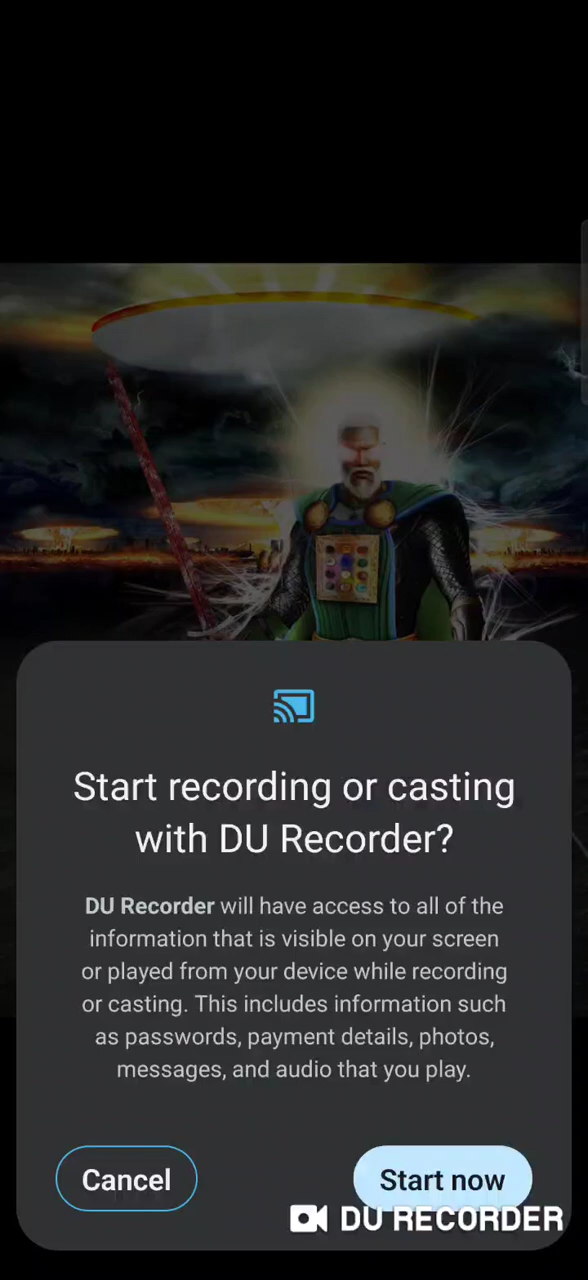 Start recording or casting
with DU Recorder?
DU Recorder will have access to all of the
information that is visible on your screen
or played from your device while recording
or casting. This includes information such
as passwords, payment details, photos,
messages, and audio that you play.
Cancel
Start now
DU RECORDER